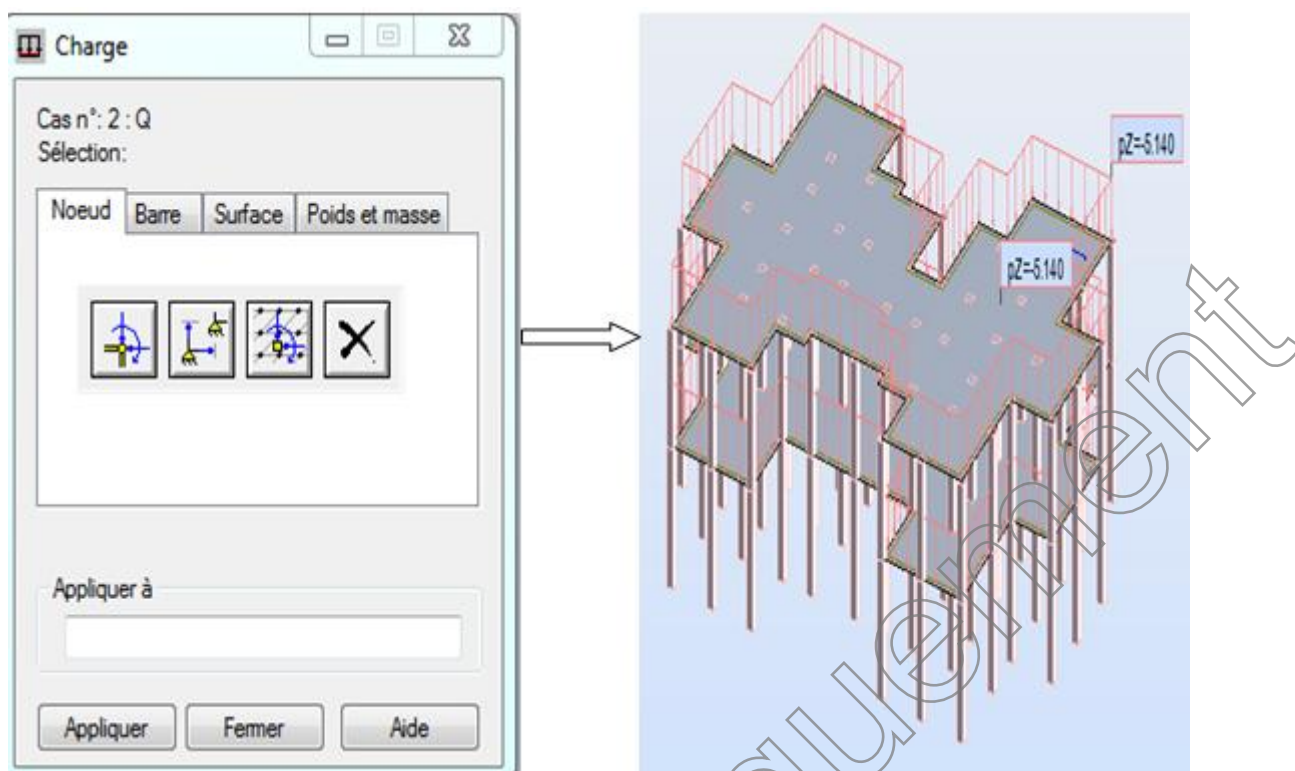 Charge
Cas n°: 2 : Q
Sélection:
Noeud Barre Surface Poids et masse
Appliquer à
Appliquer Fermer Aide
pZ=-5.140
pZ=-5.140
uement